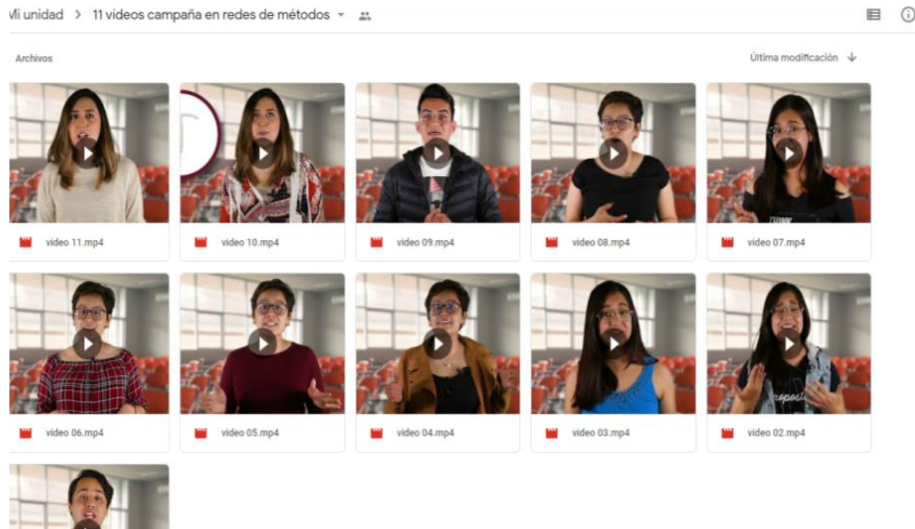 Mi unidad > 11 vídeos campaña en redes de métodos
Archivos
Última modificación
video 11.mp4
video 10.mp4
video 09.mp4
video 08.mp4
video 07.mp4
THINK
video 06.mp4
video 05.mp4
video 04.mp4
video 03.mp4
video 02.mp4